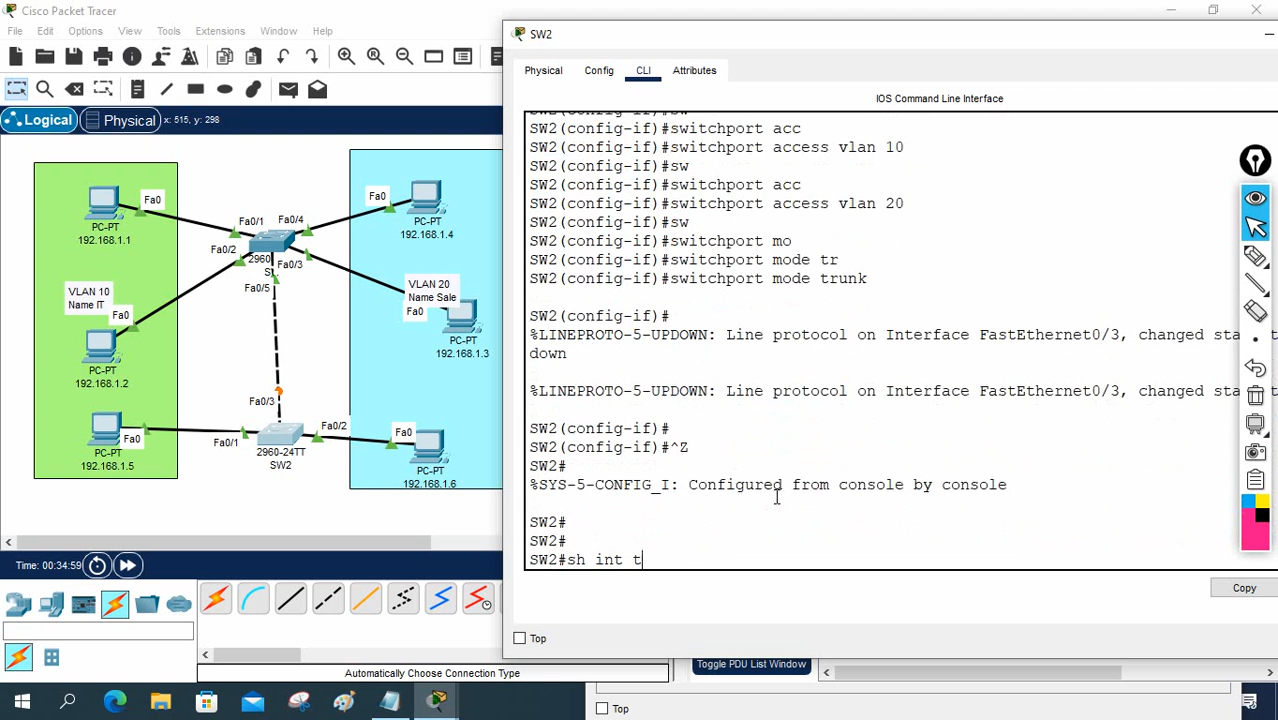 Cisco Packet Tracer
File Edit Options View Tools Extensions Window Help
Logical Physical x: 515, y: 298
Fa0
PC-PT
192.168.1.1
Fa0/1
Fa0/4
Fa0
PC-PT
192.168.1.4
Fa0/2
2960
Fa0/3
Fa0/5
VLAN 10
Name IT
Fa0
PC-PT
192.168.1.2
VLAN 20
Name Sale
Fa0
PC-PT
192.168.1.3
Fa0/3
Fa0
PC-PT
192.168.1.5
Fa0/1
Fa0/2
2960-24TT
SW2
Fa0
PC-PT
192.168.1.6
Time: 00:34:59
Automatically Choose Connection Type
SW2
Physical Config CLI Attributes
IOS Command Line Interface
SW2(config-if)#sw
SW2(config-if)#switchport acc
SW2(config-if)#switchport access vlan 10
SW2(config-if)#sw
SW2(config-if)#switchport acc
SW2(config-if)#switchport access vlan 20
SW2(config-if)#sw
SW2(config-if)#switchport mo
SW2(config-if)#switchport mode tr
SW2(config-if)#switchport mode trunk
SW2(config-if)#
%LINEPROTO-5-UPDOWN: Line protocol on Interface FastEthernet0/3, changed sta
down
%LINEPROTO-5-UPDOWN: Line protocol on Interface FastEthernet0/3, changed sta
SW2(config-if)#
SW2(config-if)#^Z
SW2#
%SYS-5-CONFIG_I: Configured from console by console
SW2#
SW2#
SW2#sh int t
Copy
Top
Toggle PDU List Window
Top